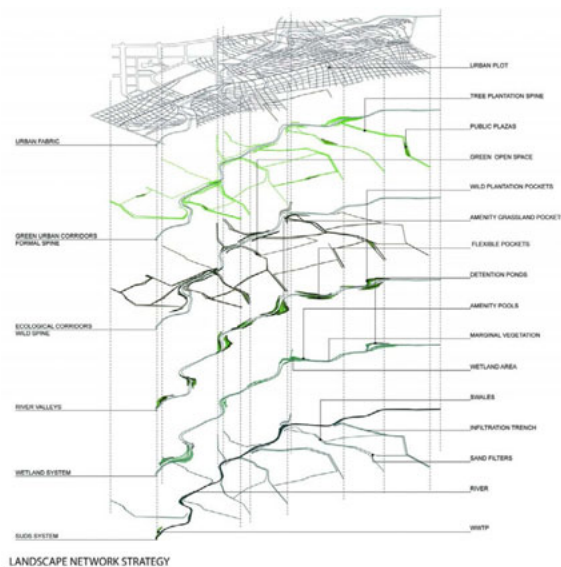 URBAN PLOT
TREE PLANTATION SPINE
PUBLIC PLAZAS
URBAN FABRIC
GREEN OPEN SPACE
WILD PLANTATION POCKETS
AMENITY GRASSLAND POCKET
GREEN URBAN CORRIDORS
FORMAL SPINE
FLEXIBLE POCKETS
DETENTION PONDS
AMENITY POOLS
ECOLOGICAL CORRIDORS
WILD SPINE
MARGINAL VEGETATION
WETLAND AREA
SWALES
RIVER VALLEYS
INFILTRATION TRENCH
SAND FILTERS
WETLAND SYSTEM
RIVER
WWTP
SUDS SYSTEM
LANDSCAPE NETWORK STRATEGY